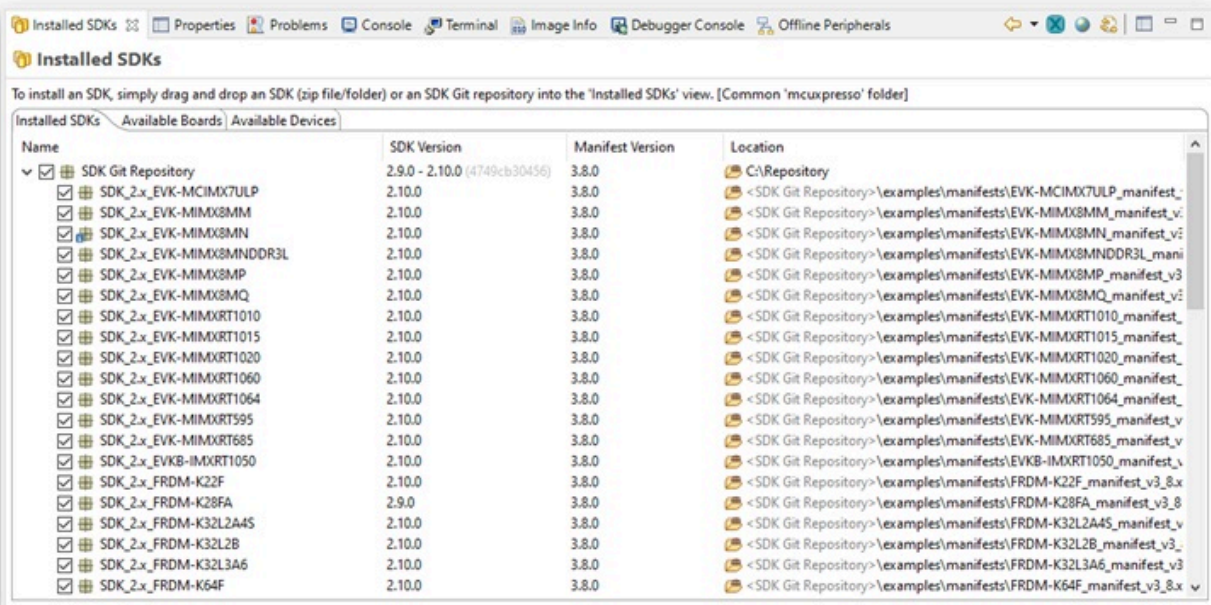 Installed SDKs Properties Problems Console Terminal Image Info Debugger Console Offline Peripherals
Installed SDKs
To install an SDK, simply drag and drop an SDK (zip file/folder) or an SDK Git repository into the 'Installed SDKs' view. [Common 'mcuxpresso' folder]
Installed SDKs Available Boards Available Devices
Name SDK Version Manifest Version Location
SDK Git Repository 2.9.0 - 2.10.0 (4749cb30456) 3.8.0 C:\Repository
SDK_2.x_EVK-MCIMX7ULP 2.10.0 3.8.0 <SDK Git Repository>\examples\manifests\EVK-MCIMX7ULP_manifest_
SDK_2.x_EVK-MIMX8MM 2.10.0 3.8.0 <SDK Git Repository>\examples\manifests\EVK-MIMX8MM_manifest_v
SDK_2.x_EVK-MIMX8MN 2.10.0 3.8.0 <SDK Git Repository>\examples\manifests\EVK-MIMX8MN_manifest_v3
SDK_2.x_EVK-MIMX8MNDDR3L 2.10.0 3.8.0 <SDK Git Repository>\examples\manifests\EVK-MIMX8MNDDR3L_mani
SDK_2.x_EVK-MIMX8MP 2.10.0 3.8.0 <SDK Git Repository>\examples\manifests\EVK-MIMX8MP_manifest_v3
SDK_2.x_EVK-MIMX8MQ 2.10.0 3.8.0 <SDK Git Repository>\examples\manifests\EVK-MIMX8MQ_manifest_v3
SDK_2.x_EVK-MIMXRT1010 2.10.0 3.8.0 <SDK Git Repository>\examples\manifests\EVK-MIMXRT1010_manifest_
SDK_2.x_EVK-MIMXRT1015 2.10.0 3.8.0 <SDK Git Repository>\examples\manifests\EVK-MIMXRT1015_manifest_
SDK_2.x_EVK-MIMXRT1020 2.10.0 3.8.0 <SDK Git Repository>\examples\manifests\EVK-MIMXRT1020_manifest_
SDK_2.x_EVK-MIMXRT1060 2.10.0 3.8.0 <SDK Git Repository>\examples\manifests\EVK-MIMXRT1060_manifest_
SDK_2.x_EVK-MIMXRT1064 2.10.0 3.8.0 <SDK Git Repository>\examples\manifests\EVK-MIMXRT1064_manifest_
SDK_2.x_EVK-MIMXRT595 2.10.0 3.8.0 <SDK Git Repository>\examples\manifests\EVK-MIMXRT595_manifest_v
SDK_2.x_EVK-MIMXRT685 2.10.0 3.8.0 <SDK Git Repository>\examples\manifests\EVK-MIMXRT685_manifest_v
SDK_2.x_EVKB-IMXRT1050 2.10.0 3.8.0 <SDK Git Repository>\examples\manifests\EVKB-IMXRT1050_manifest_v
SDK_2.x_FRDM-K22F 2.10.0 3.8.0 <SDK Git Repository>\examples\manifests\FRDM-K22F_manifest_v3_8.x
SDK_2.x_FRDM-K28FA 2.9.0 3.8.0 <SDK Git Repository>\examples\manifests\FRDM-K28FA_manifest_v3_8
SDK_2.x_FRDM-K32L2A4S 2.10.0 3.8.0 <SDK Git Repository>\examples\manifests\FRDM-K32L2A4S_manifest_v
SDK_2.x_FRDM-K32L2B 2.10.0 3.8.0 <SDK Git Repository>\examples\manifests\FRDM-K32L2B_manifest_v3_
SDK_2.x_FRDM-K32L3A6 2.10.0 3.8.0 <SDK Git Repository>\examples\manifests\FRDM-K32L3A6_manifest_v3
SDK_2.x_FRDM-K64F 2.10.0 3.8.0 <SDK Git Repository>\examples\manifests\FRDM-K64F_manifest_v3_8.x